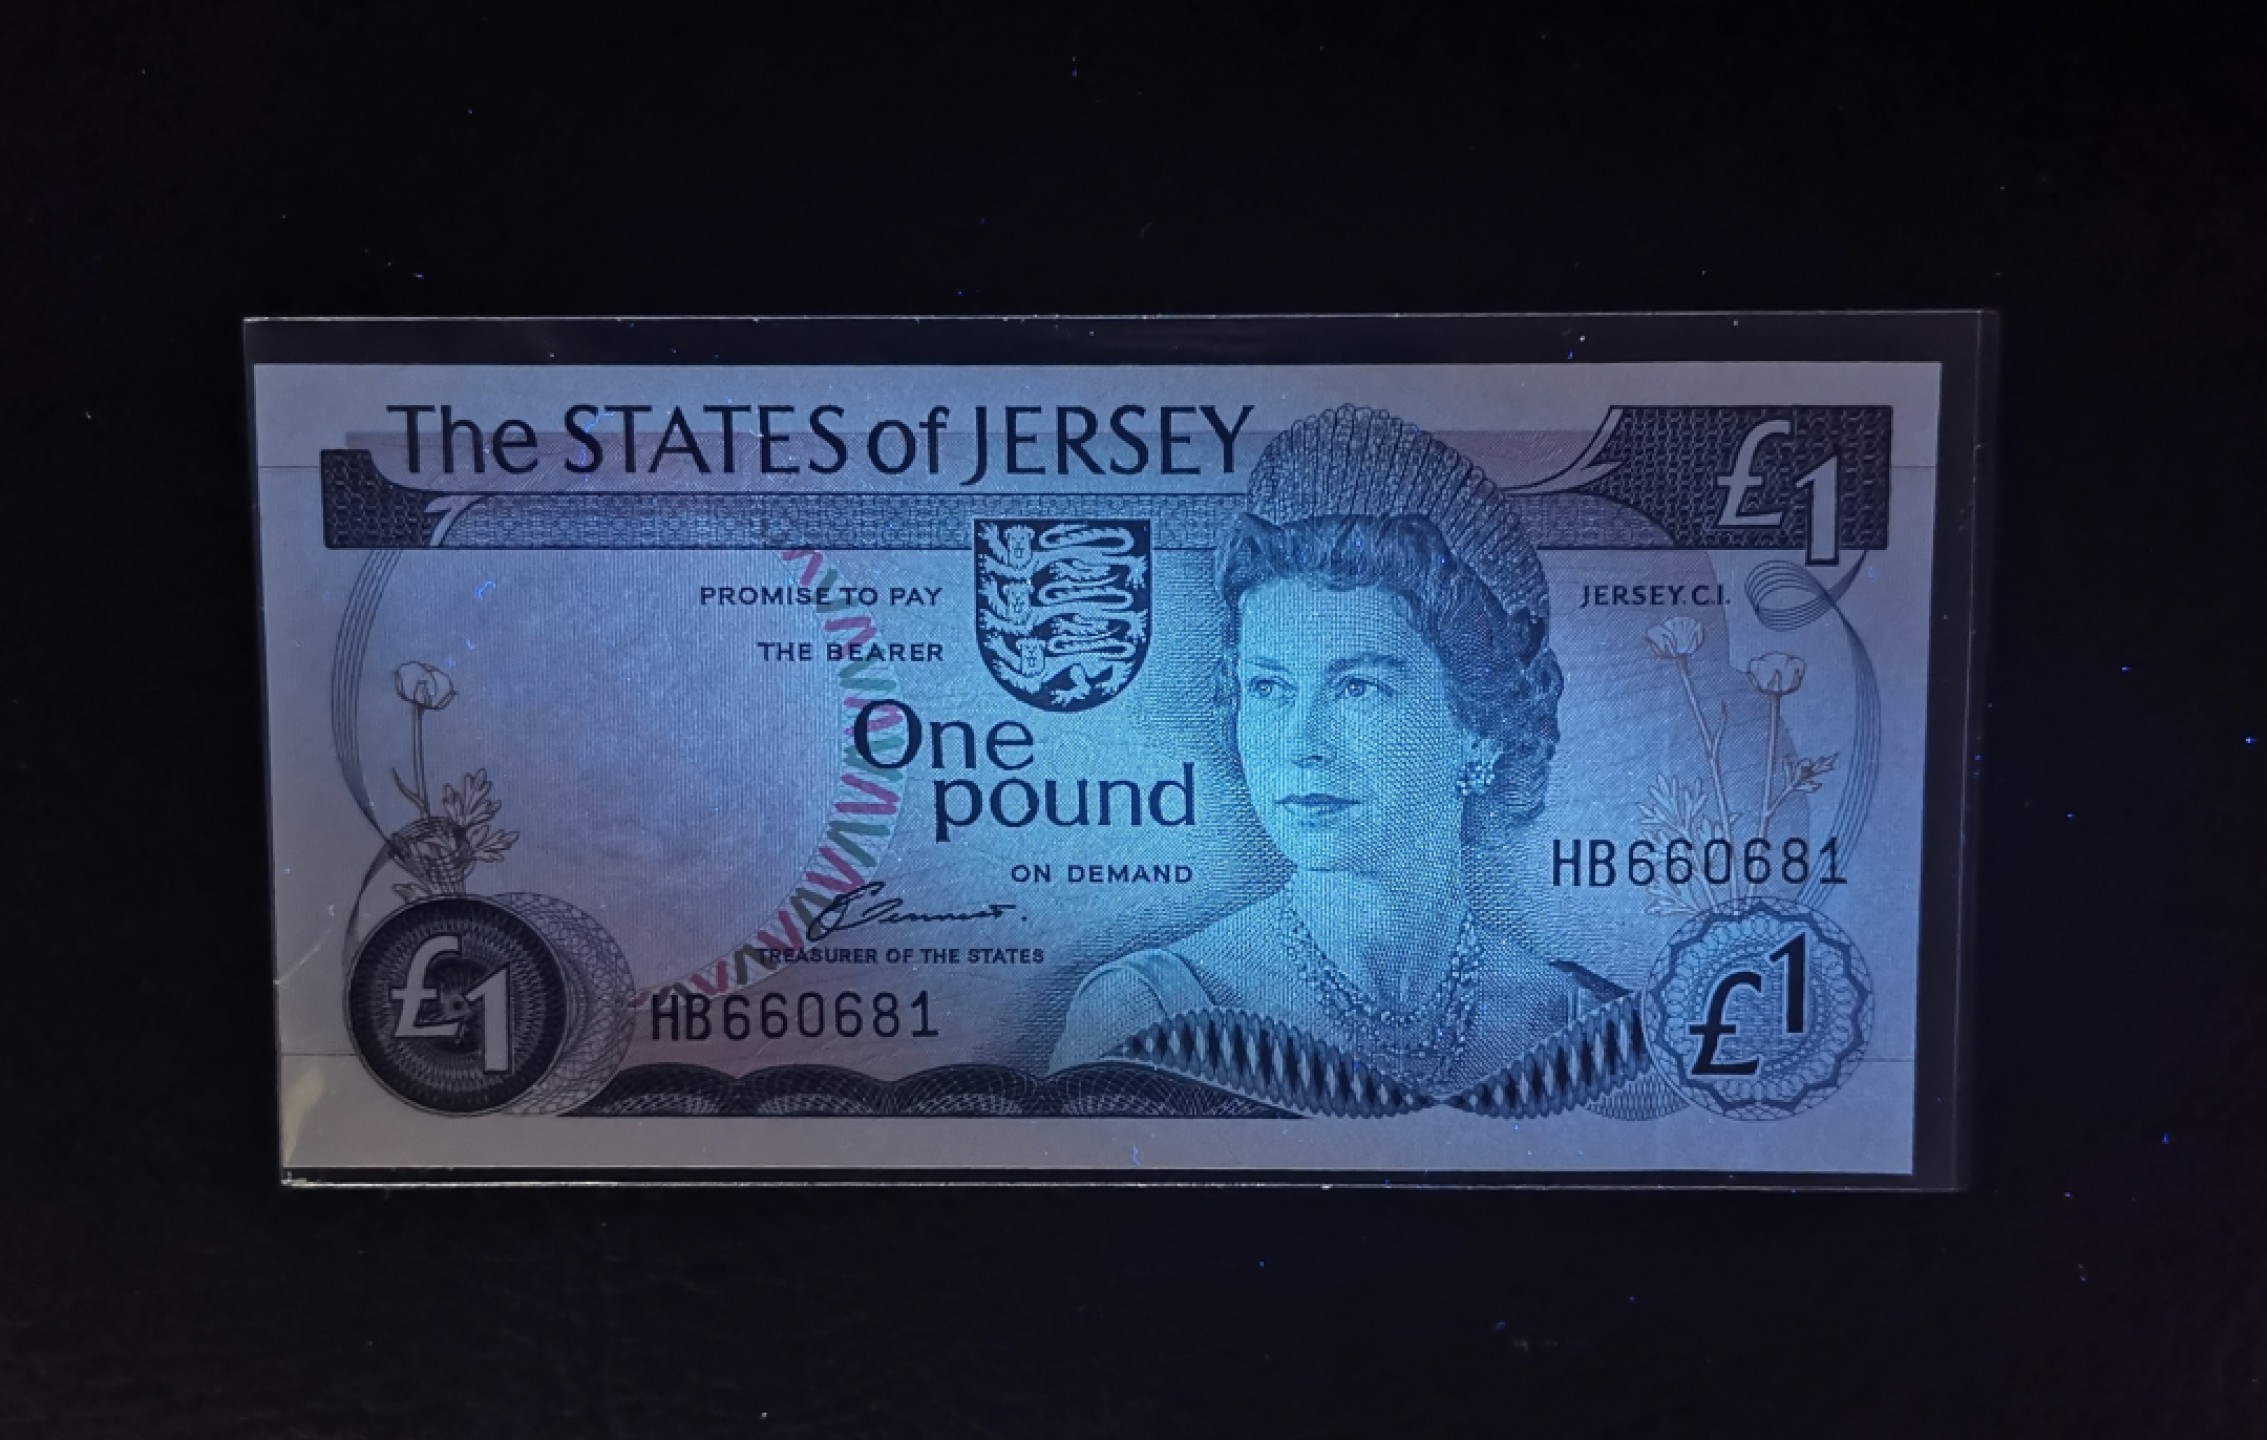 The STATES of JERSEY
£1
PROMISE TO PAY
THE BEARER
JERSEY. C.I.
One
pound
ON DEMAND
HB660681
TREASURER OF THE STATES
£1
HB660681
£1